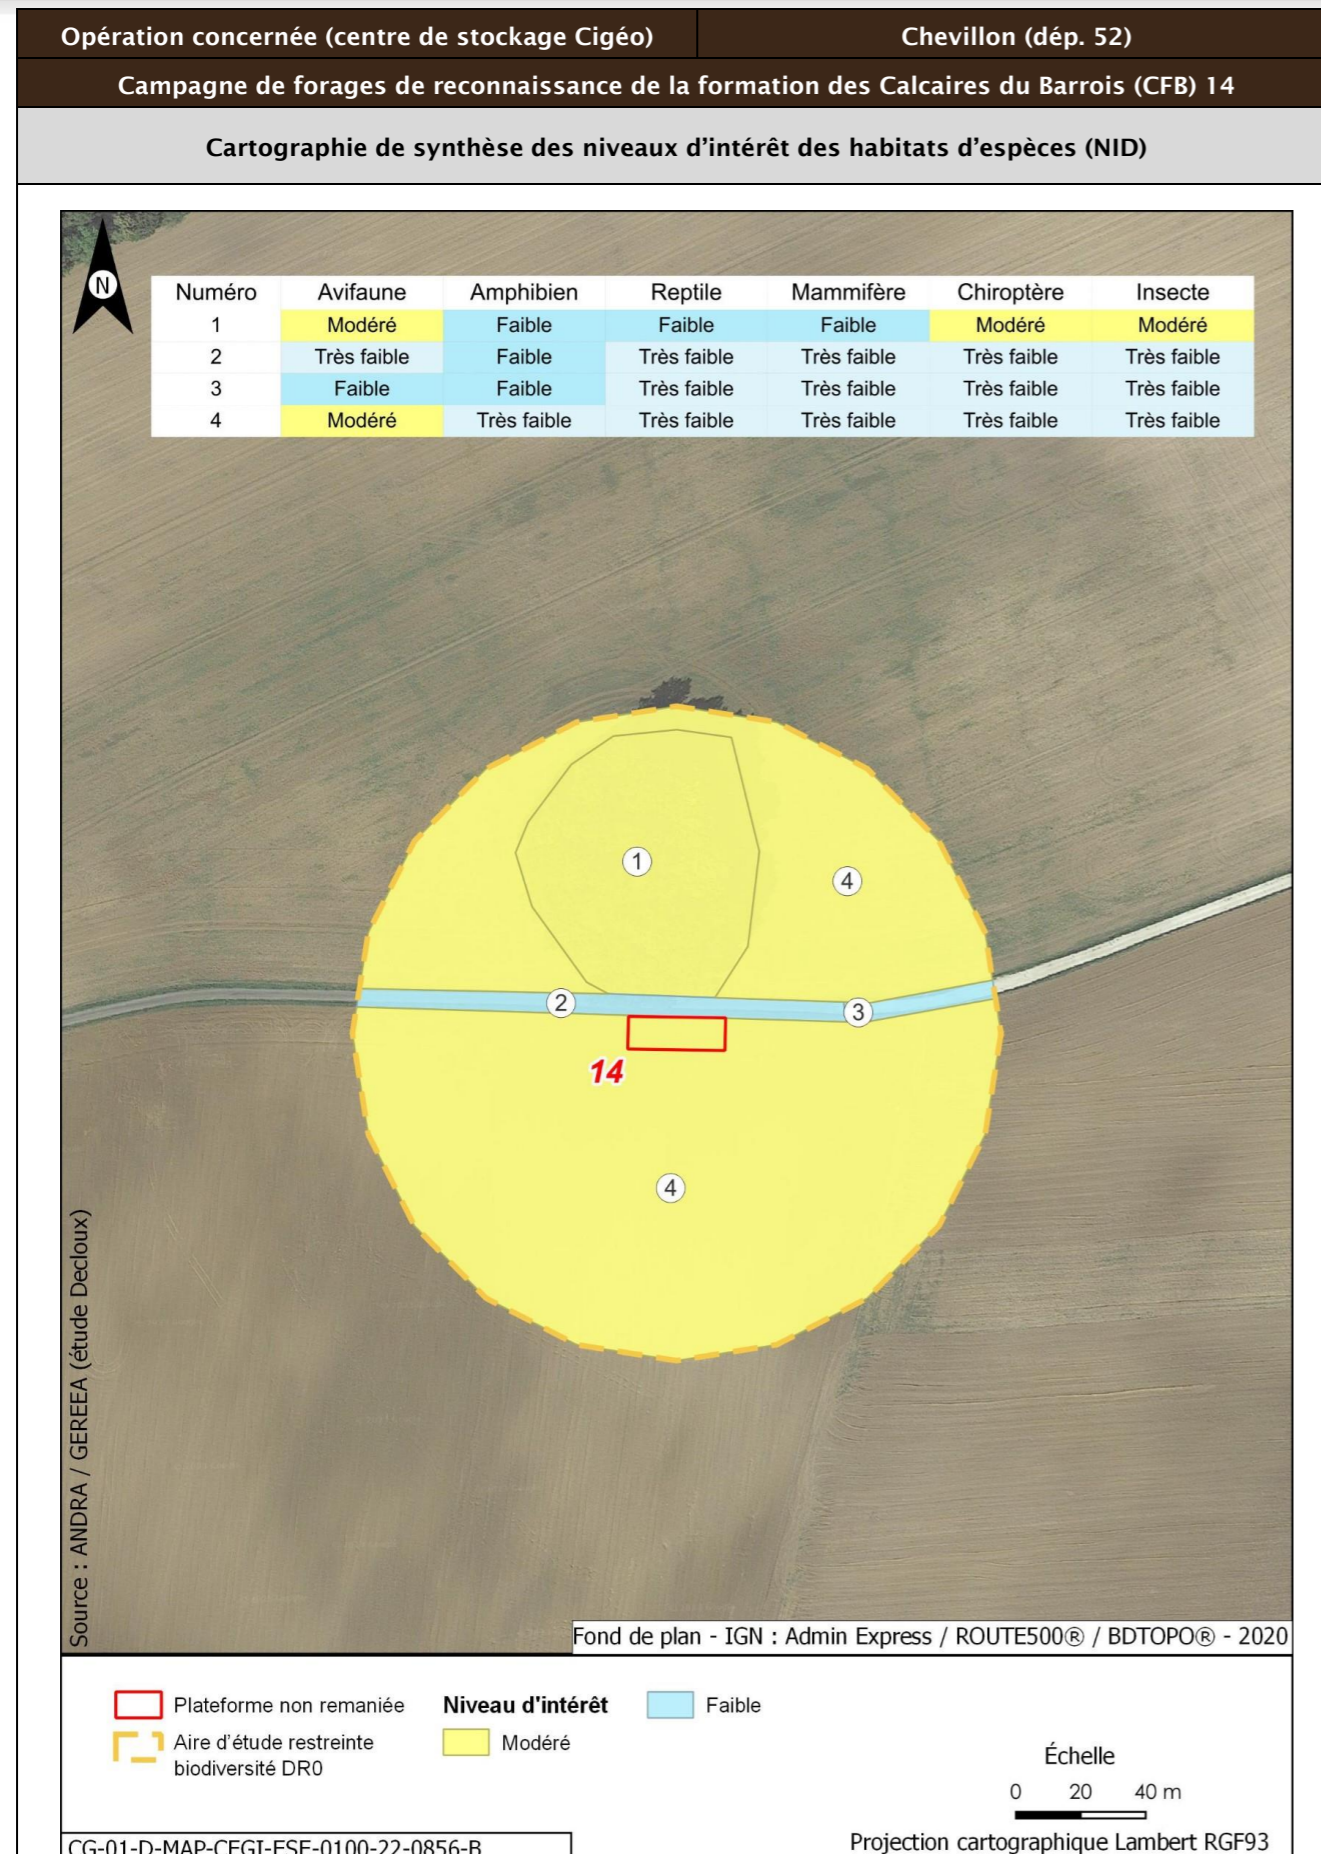 Opération concernée (centre de stockage Cigéo) Chevillon (dép. 52)
Campagne de forages de reconnaissance de la formation des Calcaires du Barrois (CFB) 14
Cartographie de synthèse des niveaux d'intérêt des habitats d'espèces (NID)
N
Numéro Avifaune Amphibien Reptile Mammifère Chiroptère Insecte
1 Modéré Faible Faible Faible Modéré Modéré
2 Très faible Faible Très faible Très faible Très faible Très faible
3 Faible Faible Très faible Très faible Très faible Très faible
4 Modéré Très faible Très faible Très faible Très faible Très faible
1
4
2
3
14
4
Source : ANDRA / GEREEA (étude Decloux)
Fond de plan - IGN : Admin Express / ROUTE500® / BDTOPO® - 2020
Plateforme non remaniée
Aire d'étude restreinte
biodiversité DR0
Niveau d'intérêt
Modéré
Faible
Échelle
0 20 40 m
Projection cartographique Lambert RGF93
CG-01-D-MAP-CEGI-ESE-0100-22-0856-B